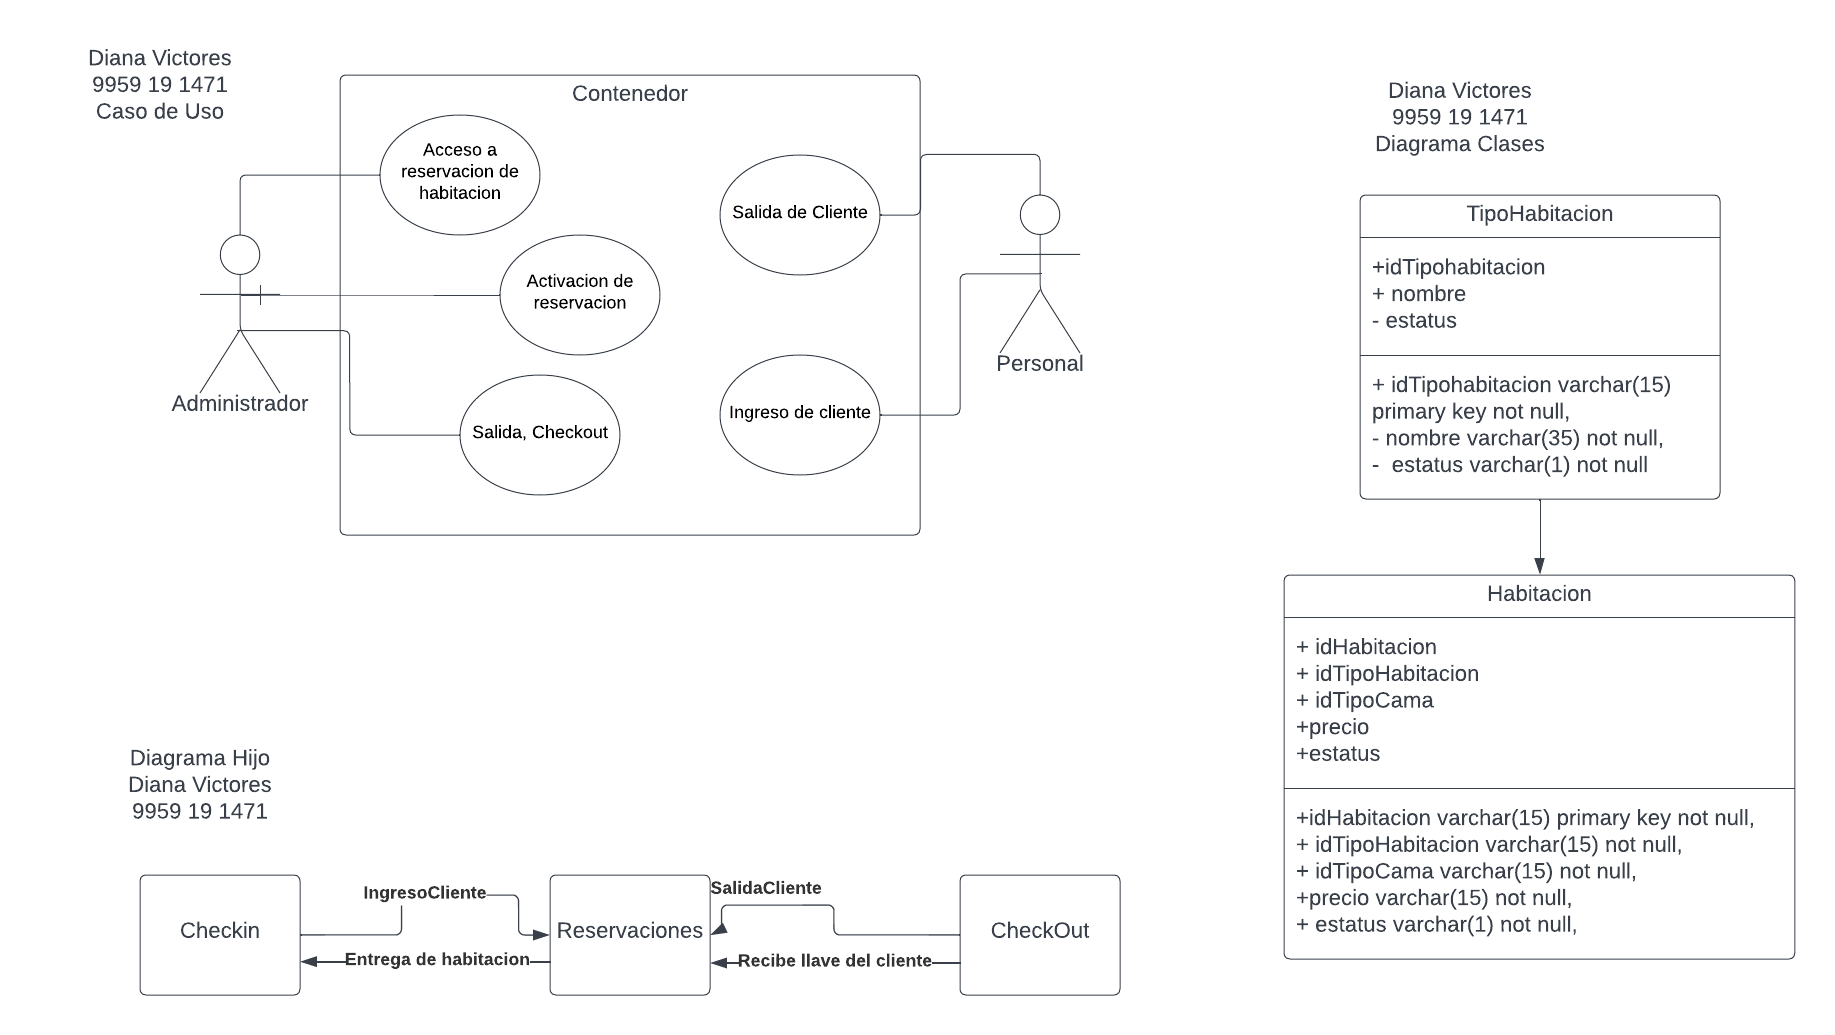 Diana Victores
9959 19 1471
Caso de Uso
Contenedor
Acceso a
reservacion de
habitacion
Activacion de
reservacion
Salida, Checkout
Salida de Cliente
Ingreso de cliente
Administrador
Personal
Diana Victores
9959 19 1471
Diagrama Clases
TipoHabitacion
+idTipohabitacion
+ nombre
- estatus
+ idTipohabitacion varchar(15)
primary key not null,
- nombre varchar(35) not null,
-  estatus varchar(1) not null
Habitacion
+ idHabitacion
+ idTipoHabitacion
+ idTipoCama
+precio
+estatus
+idHabitacion varchar(15) primary key not null,
+ idTipoHabitacion varchar(15) not null,
+ idTipoCama varchar(15) not null,
+precio varchar(15) not null,
+ estatus varchar(1) not null,
Diagrama Hijo
Diana Victores
9959 19 1471
Checkin
IngresoCliente
Entrega de habitacion
Reservaciones
SalidaCliente
Recibe llave del cliente
CheckOut